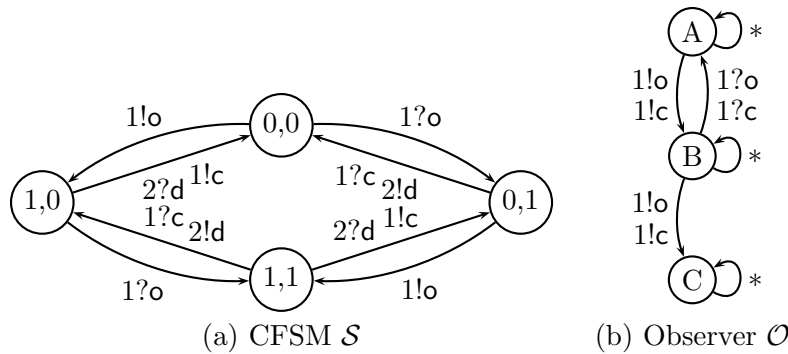 A
*
1!o 1?o
1!c 1?c
1!o 0,0 1?o
B
*
1!c 1?c
2?d 2!d
1,0 0,1
1?c 1!c
2!d 2?d
1!o
1!c
1?o 1,1 1!o
C
*
(a) CFSM 𝒮 (b) Observer 𝒪